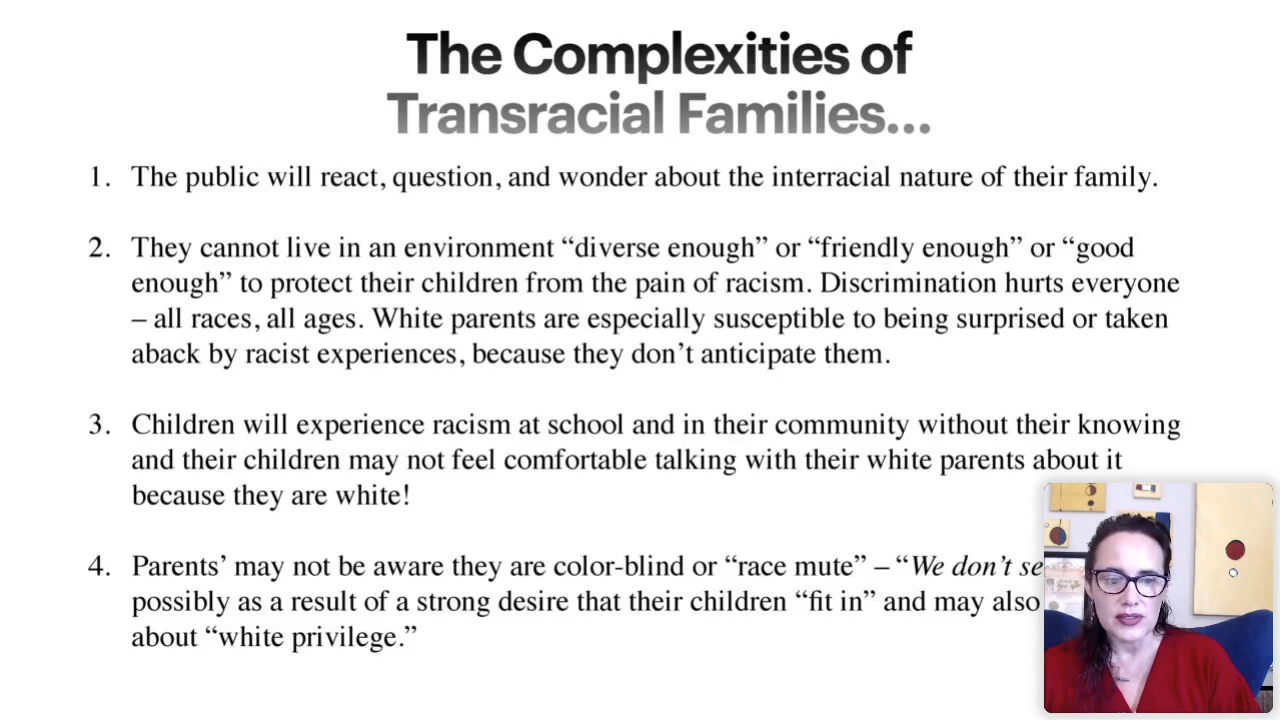 The Complexities of
Transracial Families...
1. The public will react, question, and wonder about the interracial nature of their family.
2. They cannot live in an environment “diverse enough” or “friendly enough” or “good
enough” to protect their children from the pain of racism. Discrimination hurts everyone
– all races, all ages. White parents are especially susceptible to being surprised or taken
aback by racist experiences, because they don’t anticipate them.
3. Children will experience racism at school and in their community without their knowing
and their children may not feel comfortable talking with their white parents about it
because they are white!
4. Parents’ may not be aware they are color-blind or “race mute” – “We don’t
possibly as a result of a strong desire that their children “fit in” and may also
about “white privilege.”